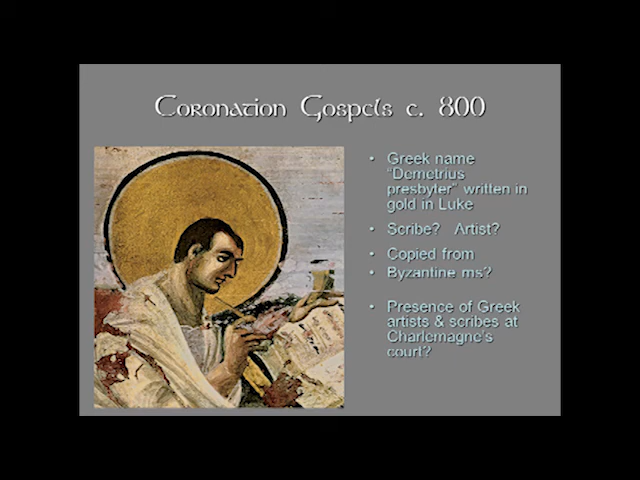 Coronation Gospels c. 800
• Greek name
“Demetrius
presbyter” written in
gold in Luke
• Scribe? Artist?
• Copied from
• Byzantine ms?
• Presence of Greek
artists & scribes at
Charlemagne's
court?